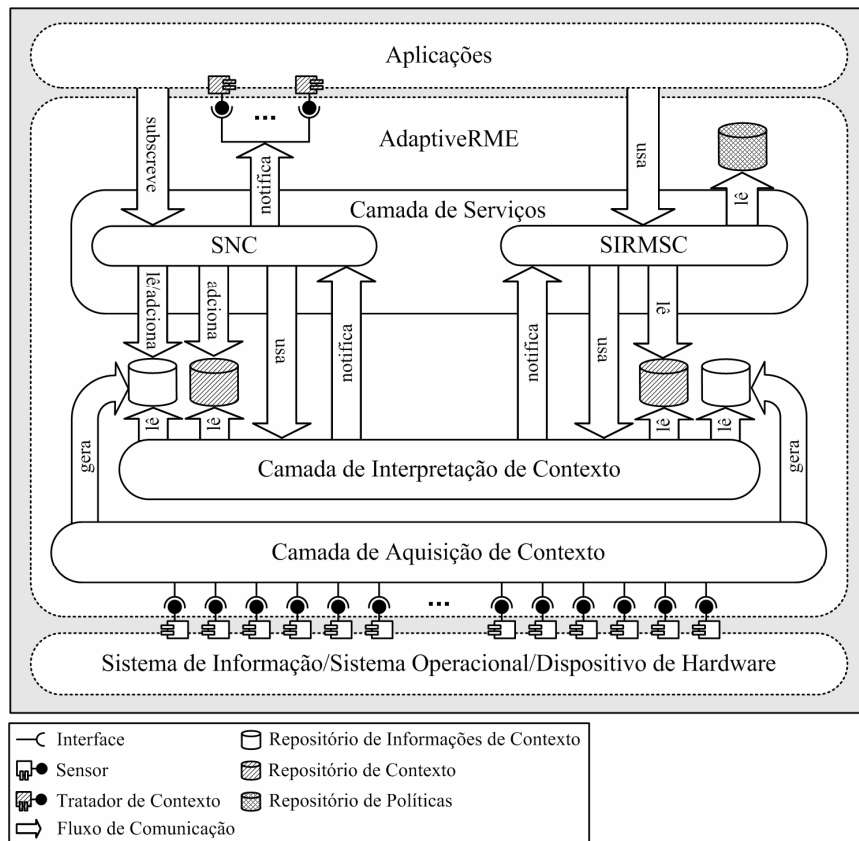 Aplicações
...
AdaptiveRME
subscreve
notifica
usa
lê
Camada de Serviços
SNC
SIRMSC
lê/adciona
adciona
usa
notifica
notifica
usa
lê
lê
lê
lê
lê
gera
gera
Camada de Interpretação de Contexto
Camada de Aquisição de Contexto
...
Sistema de Informação/Sistema Operacional/Dispositivo de Hardware
Interface
Repositório de Informações de Contexto
Sensor
Repositório de Contexto
Tratador de Contexto
Repositório de Políticas
Fluxo de Comunicação